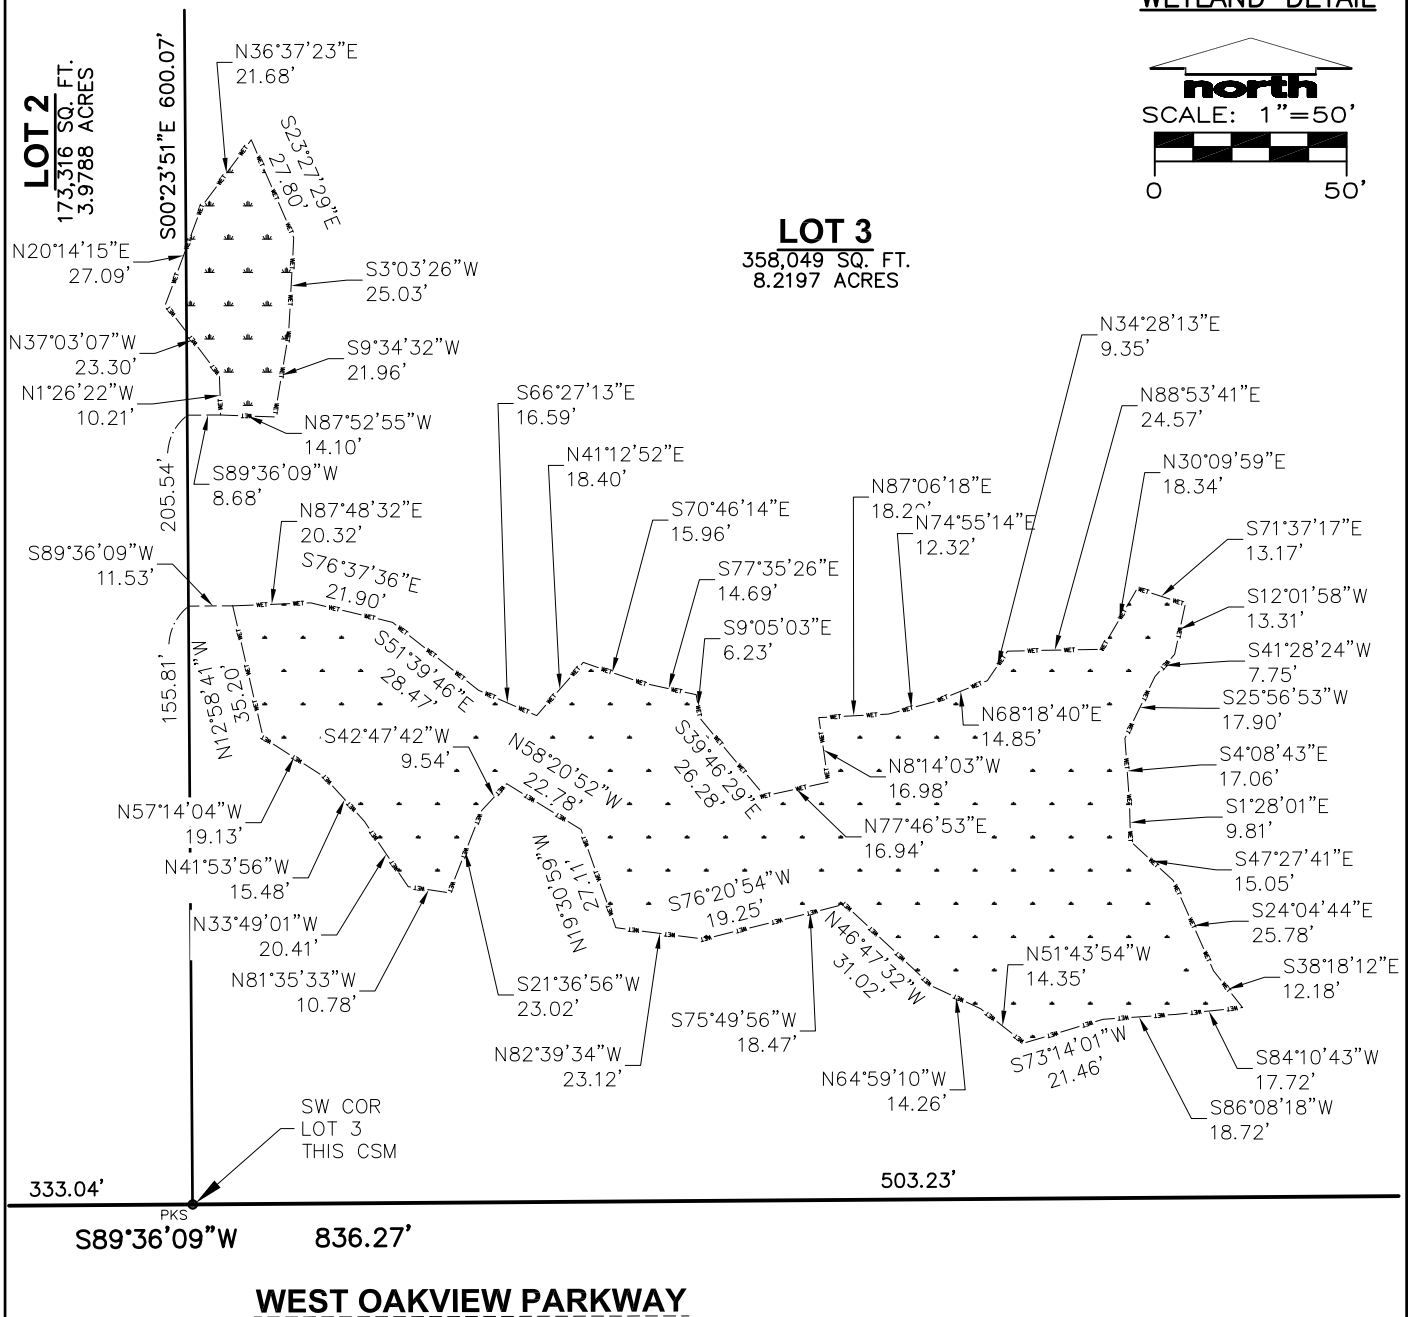 WETLAND DETAIL
north
SCALE: 1"=50'
0 50'
LOT 2
173,316 SQ. FT.
3.9788 ACRES
S00°23'51"E 600.07'
N36°37'23"E
21.68'
S23°27'29"E
27.80'
N20°14'15"E
27.09'
S3°03'26"W
25.03'
N37°03'07"W
23.30'
S9°34'32"W
21.96'
N1°26'22"W
10.21'
N87°52'55"W
14.10'
S89°36'09"W
8.68'
205.54'
LOT 3
358,049 SQ. FT.
8.2197 ACRES
N34°28'13"E
9.35'
N88°53'41"E
24.57'
N30°09'59"E
18.34'
S71°37'17"E
13.17'
S66°27'13"E
16.59'
N41°12'52"E
18.40'
S70°46'14"E
15.96'
N87°06'18"E
N74°55'14"E
12.32'
N87°48'32"E
20.32'
S89°36'09"W
11.53'
S76°37'36"E
21.90'
S77°35'26"E
14.69'
S9°05'03"E
6.23'
S12°01'58"W
13.31'
S41°28'24"W
7.75'
S25°56'53"W
17.90'
155.81'
N12°58'41"W
35.20'
S51°39'46"E
28.47'
S42°47'42"W
9.54'
N58°20'52"W
22.78'
S39°46'29"E
26.28'
N68°18'40"E
14.85'
N8°14'03"W
16.98'
S4°08'43"E
17.06'
S1°28'01"E
9.81'
N57°14'04"W
19.13'
N77°46'53"E
16.94'
N41°53'56"W
15.48'
N19°30'59"W
27.11'
S76°20'54"W
19.25'
S47°27'41"E
15.05'
N33°49'01"W
20.41'
N46°47'32"W
31.02'
N51°43'54"W
14.35'
S24°04'44"E
25.78'
N81°35'33"W
10.78'
S21°36'56"W
23.02'
S38°18'12"E
12.18'
S75°49'56"W
18.47'
N82°39'34"W
23.12'
N64°59'10"W
14.26'
S73°14'01"W
21.46'
S84°10'43"W
17.72'
S86°08'18"W
18.72'
SW COR
LOT 3
THIS CSM
333.04'
503.23'
PKS
S89°36'09"W 836.27'
WEST OAKVIEW PARKWAY